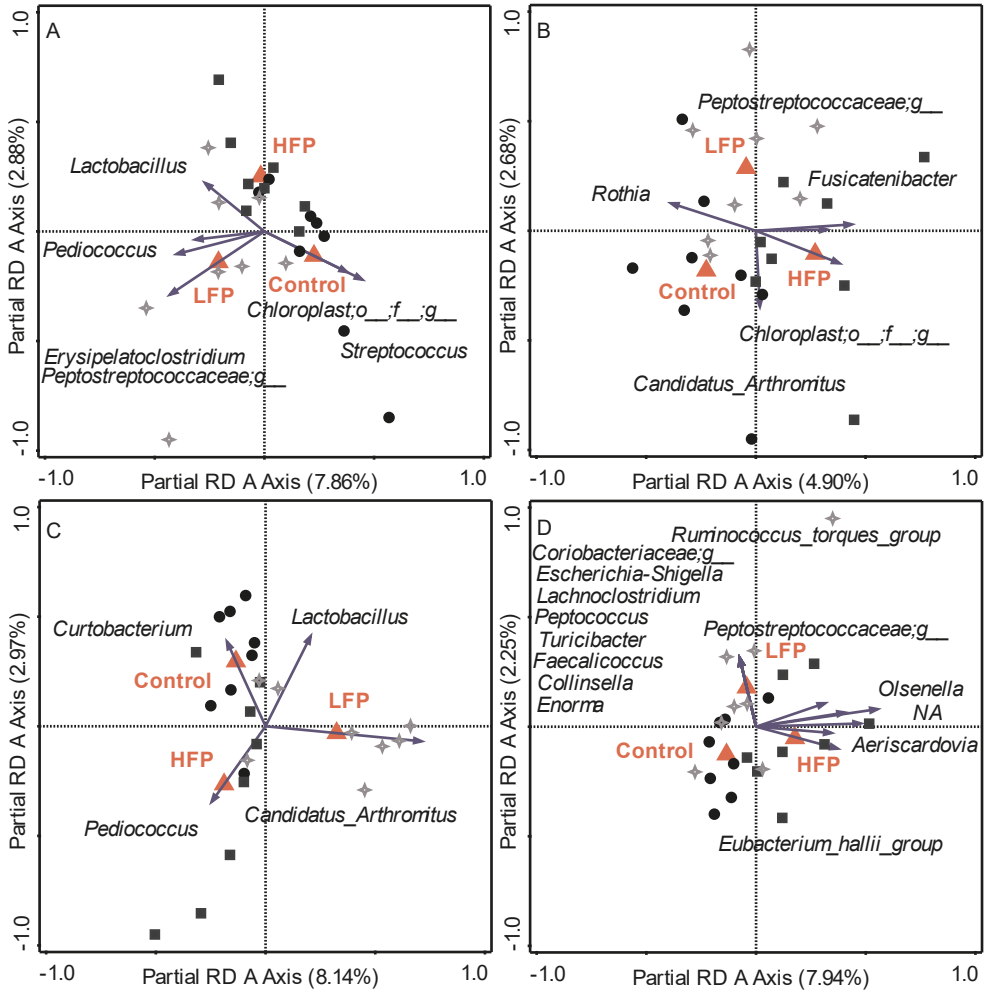 A
1.0
HFP
Lactobacillus
Pediococcus
LFP
Control
Chloroplast;o__;f__;g__
Streptococcus
Erysipelatoclostridium
Peptostreptococcaceae;g__
Partial RD A Axis (2.88%)
-1.0
-1.0
Partial RD A Axis (7.86%)
1.0
B
1.0
Peptostreptococcaceae;g__
LFP
Fusicatenibacter
Rothia
Control
HFP
Chloroplast;o__;f__;g__
Candidatus_Arthromitus
Partial RD A Axis (2.68%)
-1.0
-1.0
Partial RD A Axis (4.90%)
1.0
C
1.0
Lactobacillus
Curtobacterium
Control
LFP
HFP
Candidatus_Arthromitus
Pediococcus
Partial RD A Axis (2.97%)
-1.0
-1.0
Partial RD A Axis (8.14%)
1.0
D
1.0
Ruminococcus_torques_group
Coriobacteriaceae;g__
Escherichia-Shigella
Lachnoclostridium
Peptococcus
Turicibacter
Faecalicoccus
Collinsella
Enorma
Peptostreptococcaceae;g__
LFP
Olsenella
NA
Aeriscardovia
Control
HFP
Eubacterium_hallii_group
Partial RD A Axis (2.25%)
-1.0
-1.0
Partial RD A Axis (7.94%)
1.0